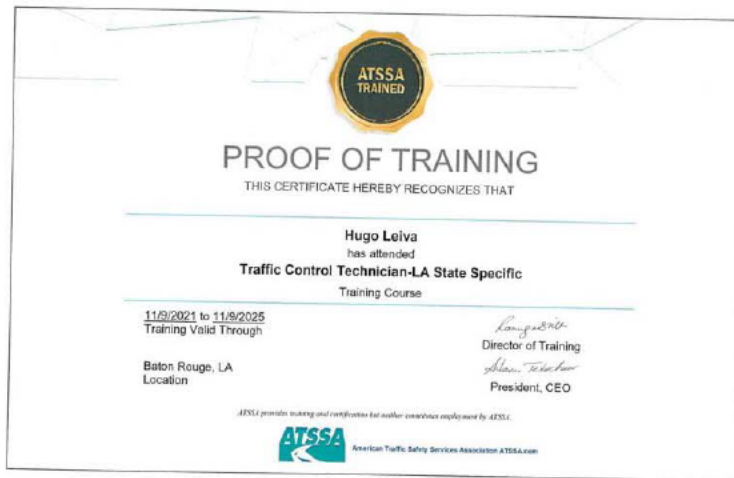 ATSSA
TRAINED
PROOF OF TRAINING
THIS CERTIFICATE HEREBY RECOGNIZES THAT
Hugo Leiva
has attended
Traffic Control Technician-LA State Specific
Training Course
11/9/2021 to 11/9/2025
Training Valid Through
Director of Training
Baton Rouge, LA
Location
President, CEO
ATSSA provides training and certification but neither constitutes employment by ATSSA.
ATSSA
American Traffic Safety Services Association ATSSA.com